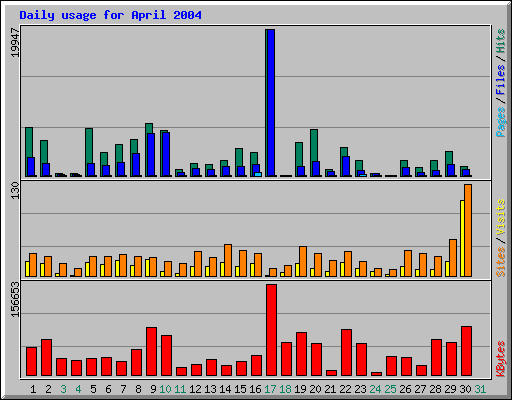 Daily usage for April 2004
19947
Pages / Files / Hits
130
Sites / Visits
156653
KBytes
1 2 3 4 5 6 7 8 9 10 11 12 13 14 15 16 17 18 19 20 21 22 23 24 25 26 27 28 29 30 31